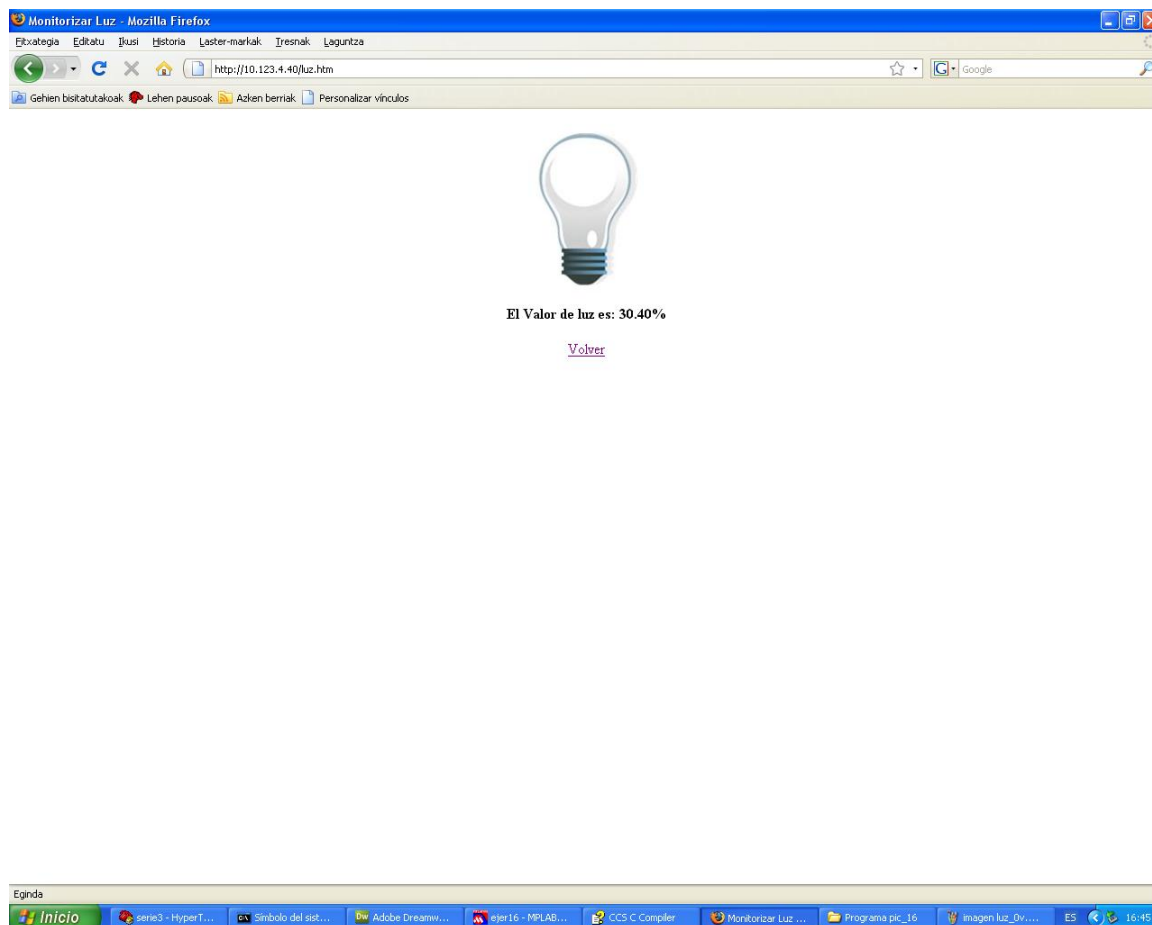 Monitorizar Luz - Mozilla Firefox
Fitxategia Editatu Ikusi Historia Laster-markak Tresnak Laguntza
http://10.123.4.40/luz.htm
G Google
Gehien bisitatutakoak Lehen pausoak Azken berriak Personalizar vínculos
El Valor de luz es: 30.40%
Volver
Eginda
Inicio serie3 - HyperT... Símbolo del sist... Dw Adobe Dreamw... ejer16 - MPLAB... CCS C Compiler Monitorizar Luz ... Programa pic_16 imagen luz_0v.... ES 16:45